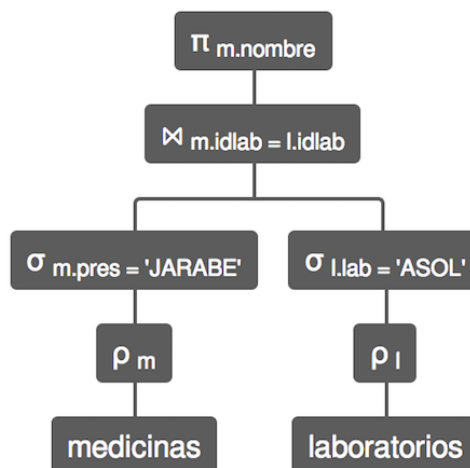 π m.nombre
⋈ m.idlab = l.idlab
σ m.pres = 'JARABE'
σ l.lab = 'ASOL'
ρ m
ρ l
medicinas
laboratorios